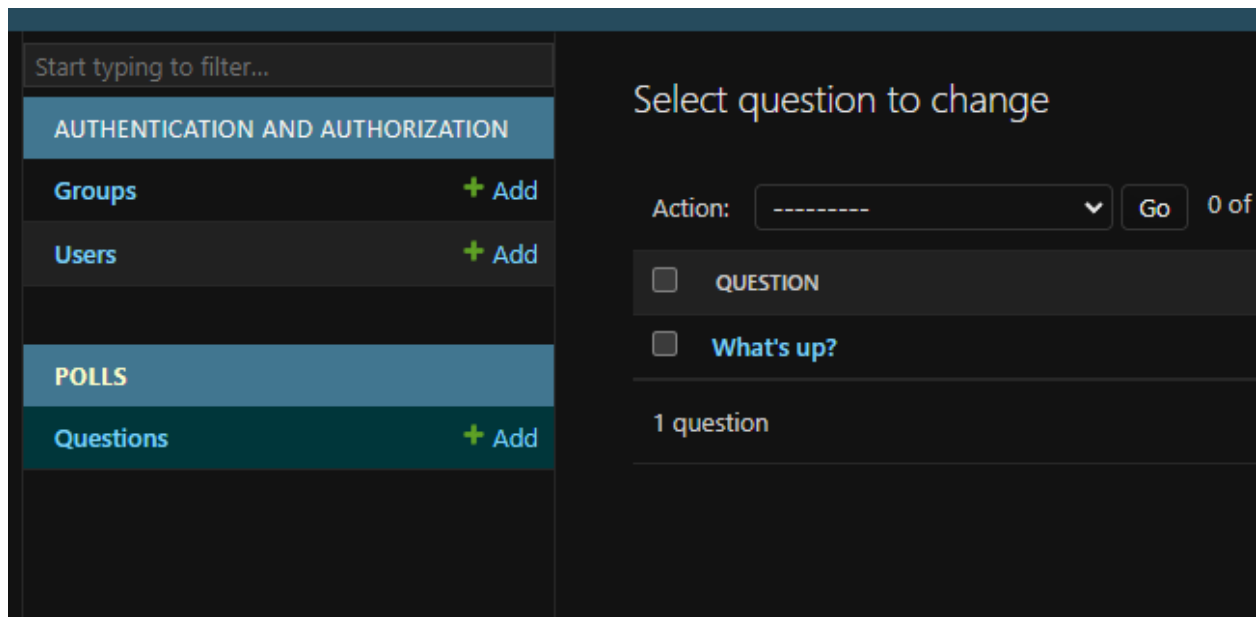 Start typing to filter...
AUTHENTICATION AND AUTHORIZATION
Groups + Add
Users + Add
POLLS
Questions + Add
Select question to change
Action: --------- Go 0 of
QUESTION
What's up?
1 question